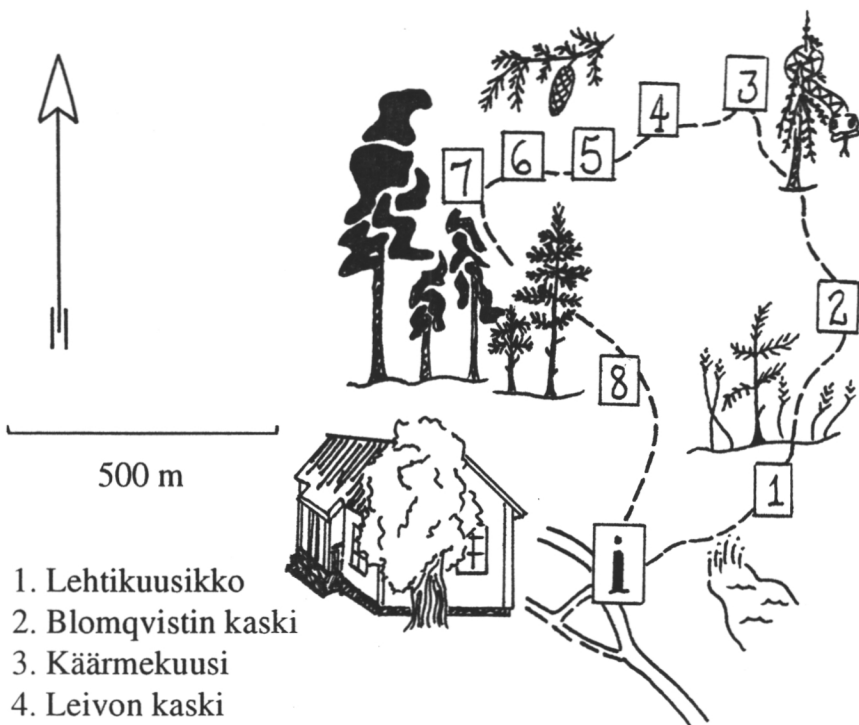 3
4
6
5
7
2
8
500 m
1
i
1. Lehtikuusikko
2. Blomqvistin kaski
3. Käärmekuusi
4. Leivon kaski